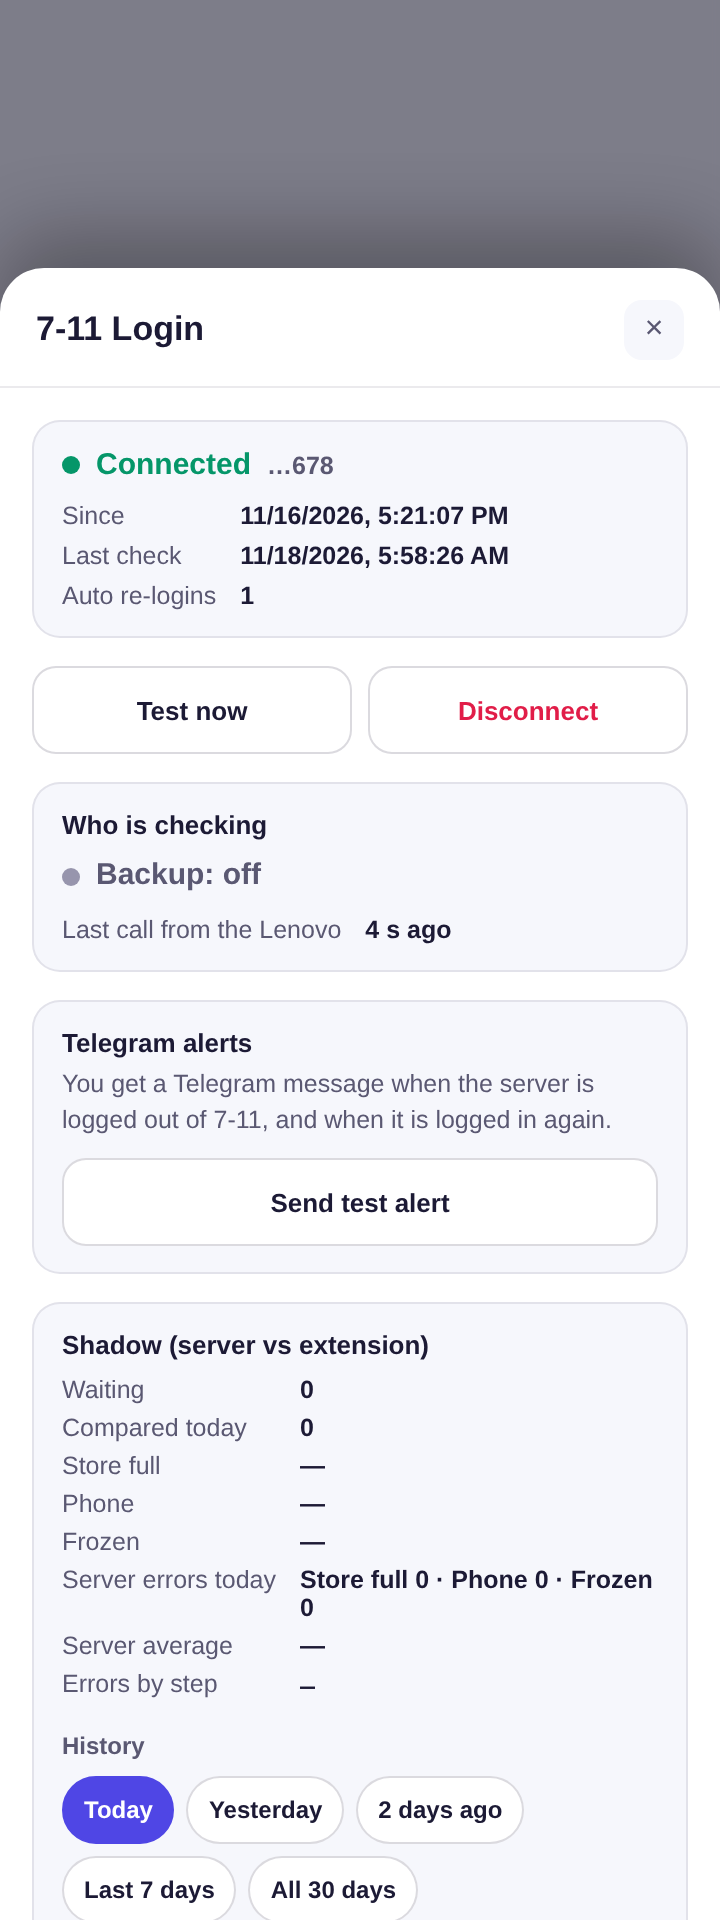 7-11 Login
✕
Connected …678
Since 11/16/2026, 5:21:07 PM
Last check 11/18/2026, 5:58:26 AM
Auto re-logins 1
Test now Disconnect
Who is checking
Backup: off
Last call from the Lenovo 4 s ago
Telegram alerts
You get a Telegram message when the server is
logged out of 7-11, and when it is logged in again.
Send test alert
Shadow (server vs extension)
Waiting 0
Compared today 0
Store full —
Phone —
Frozen —
Server errors today Store full 0 · Phone 0 · Frozen
0
Server average —
Errors by step –
History
Today Yesterday 2 days ago
Last 7 days All 30 days